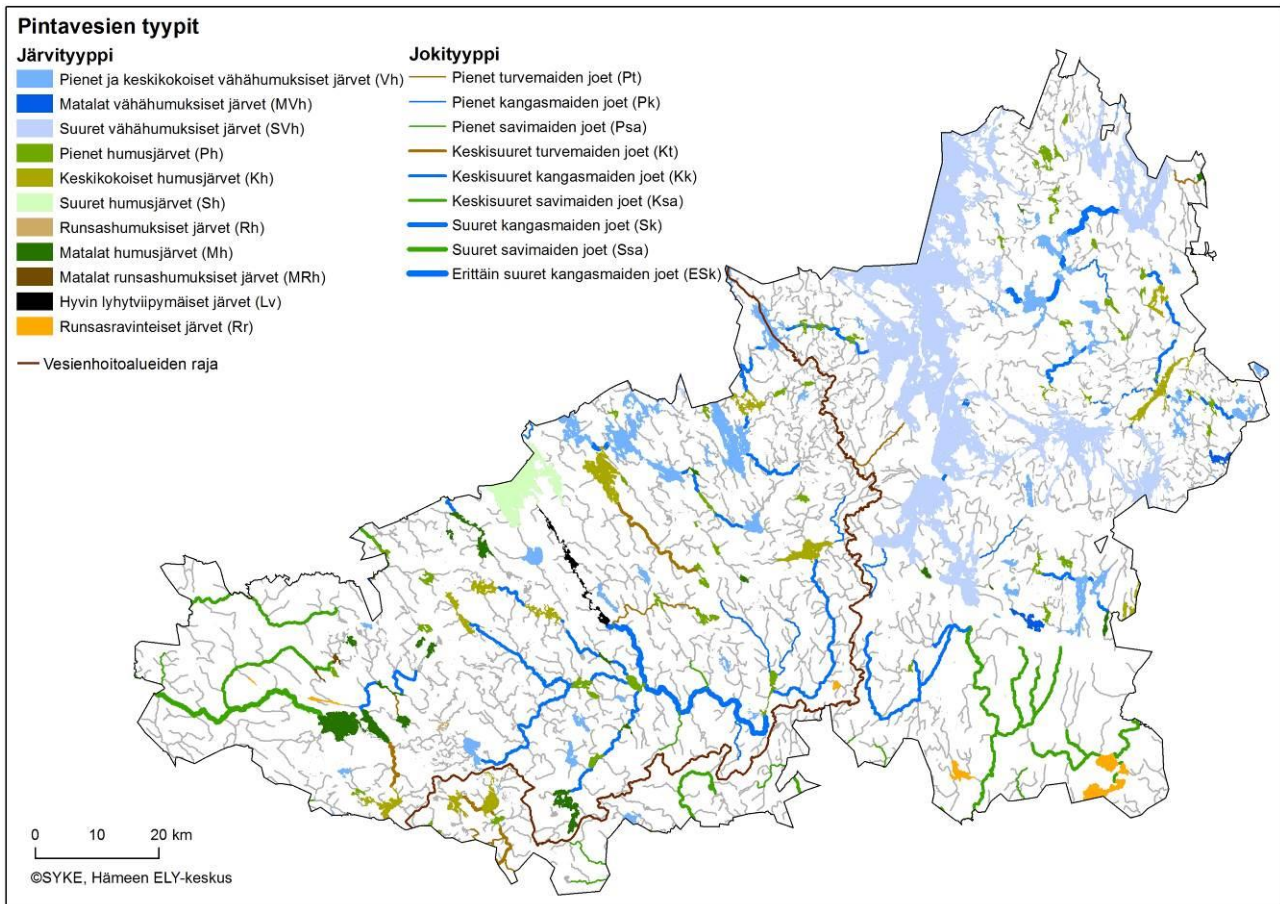 Pintavesien tyypit
Järvityyppi
Pienet ja keskikokoiset vähähumuksiset järvet (Vh)
Matalat vähähumuksiset järvet (MVh)
Suuret vähähumuksiset järvet (SVh)
Pienet humusjärvet (Ph)
Keskikokoiset humusjärvet (Kh)
Suuret humusjärvet (Sh)
Runsashumuksiset järvet (Rh)
Matalat humusjärvet (Mh)
Matalat runsashumuksiset järvet (MRh)
Hyvin lyhytviipymäiset järvet (Lv)
Runsasravinteiset järvet (Rr)
Vesienhoitoalueiden raja
Jokityyppi
Pienet turvemaiden joet (Pt)
Pienet kangasmaiden joet (Pk)
Pienet savimaiden joet (Psa)
Keskisuuret turvemaiden joet (Kt)
Keskisuuret kangasmaiden joet (Kk)
Keskisuuret savimaiden joet (Ksa)
Suuret kangasmaiden joet (Sk)
Suuret savimaiden joet (Ssa)
Erittäin suuret kangasmaiden joet (ESk)
0 10 20 km
©SYKE, Hämeen ELY-keskus